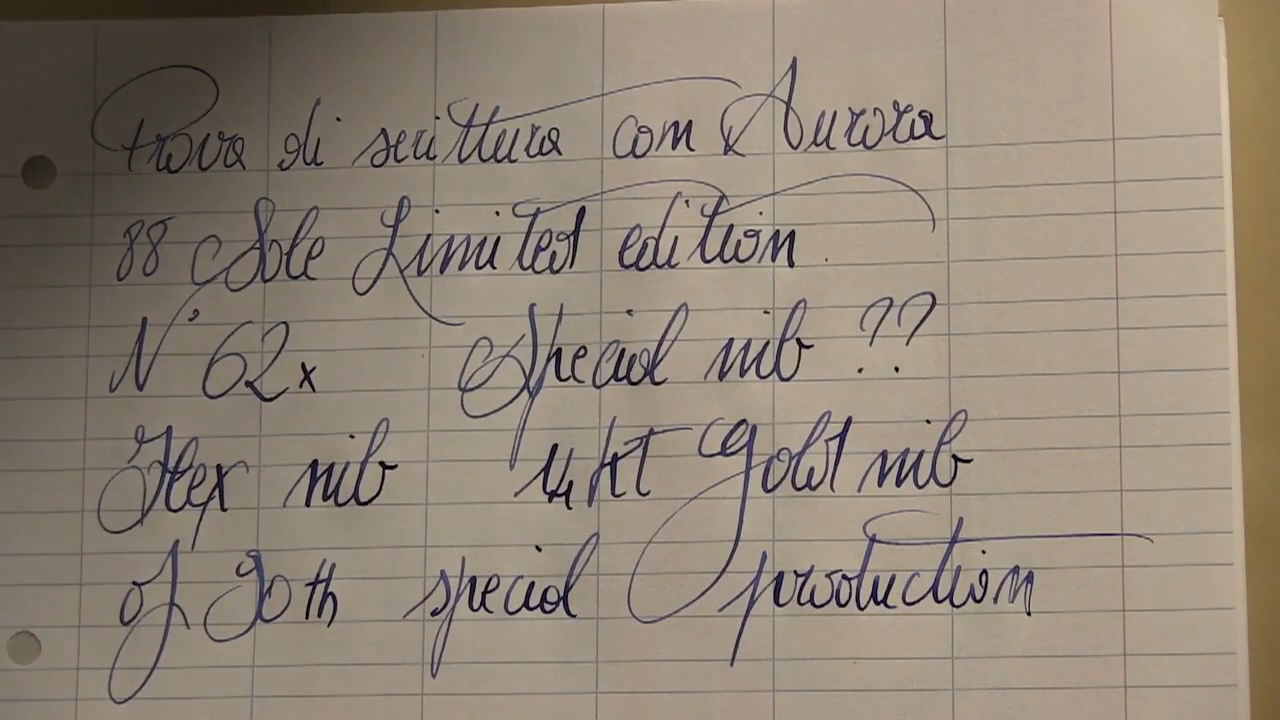 Prova di scrittura con Aurora
88 Sole Limited edition
N° 62x Special nib ??
Flex nib 14kt gold nib
of 90th special production